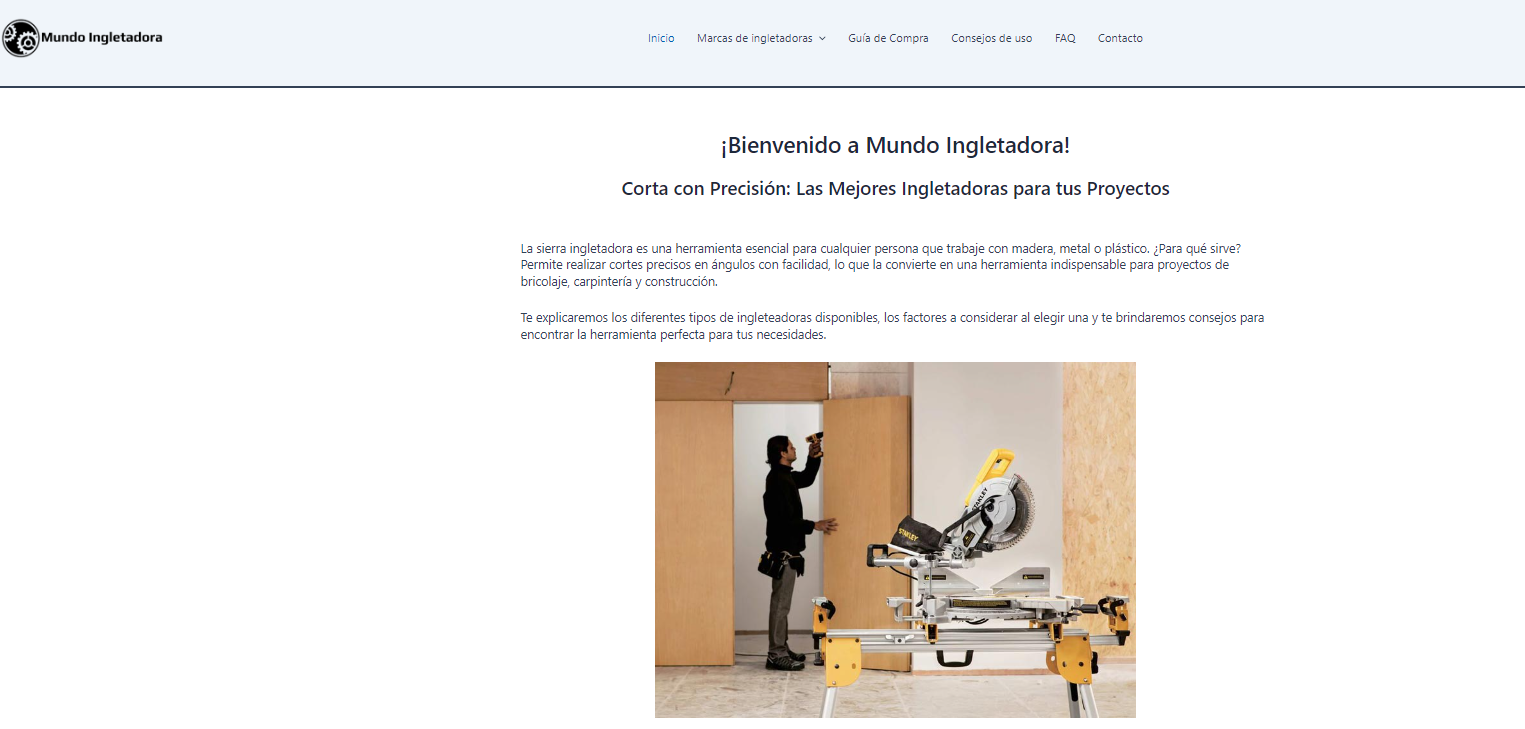 Mundo Ingletadora
Inicio
Marcas de ingletadoras
Guía de Compra
Consejos de uso
FAQ
Contacto
¡Bienvenido a Mundo Ingletadora!
Corta con Precisión: Las Mejores Ingletadoras para tus Proyectos
La sierra ingletadora es una herramienta esencial para cualquier persona que trabaje con madera, metal o plástico. ¿Para qué sirve?
Permite realizar cortes precisos en ángulos con facilidad, lo que la convierte en una herramienta indispensable para proyectos de
bricolaje, carpintería y construcción.
Te explicaremos los diferentes tipos de ingleteadoras disponibles, los factores a considerar al elegir una y te brindaremos consejos para
encontrar la herramienta perfecta para tus necesidades.
STANLEY
STANLEY